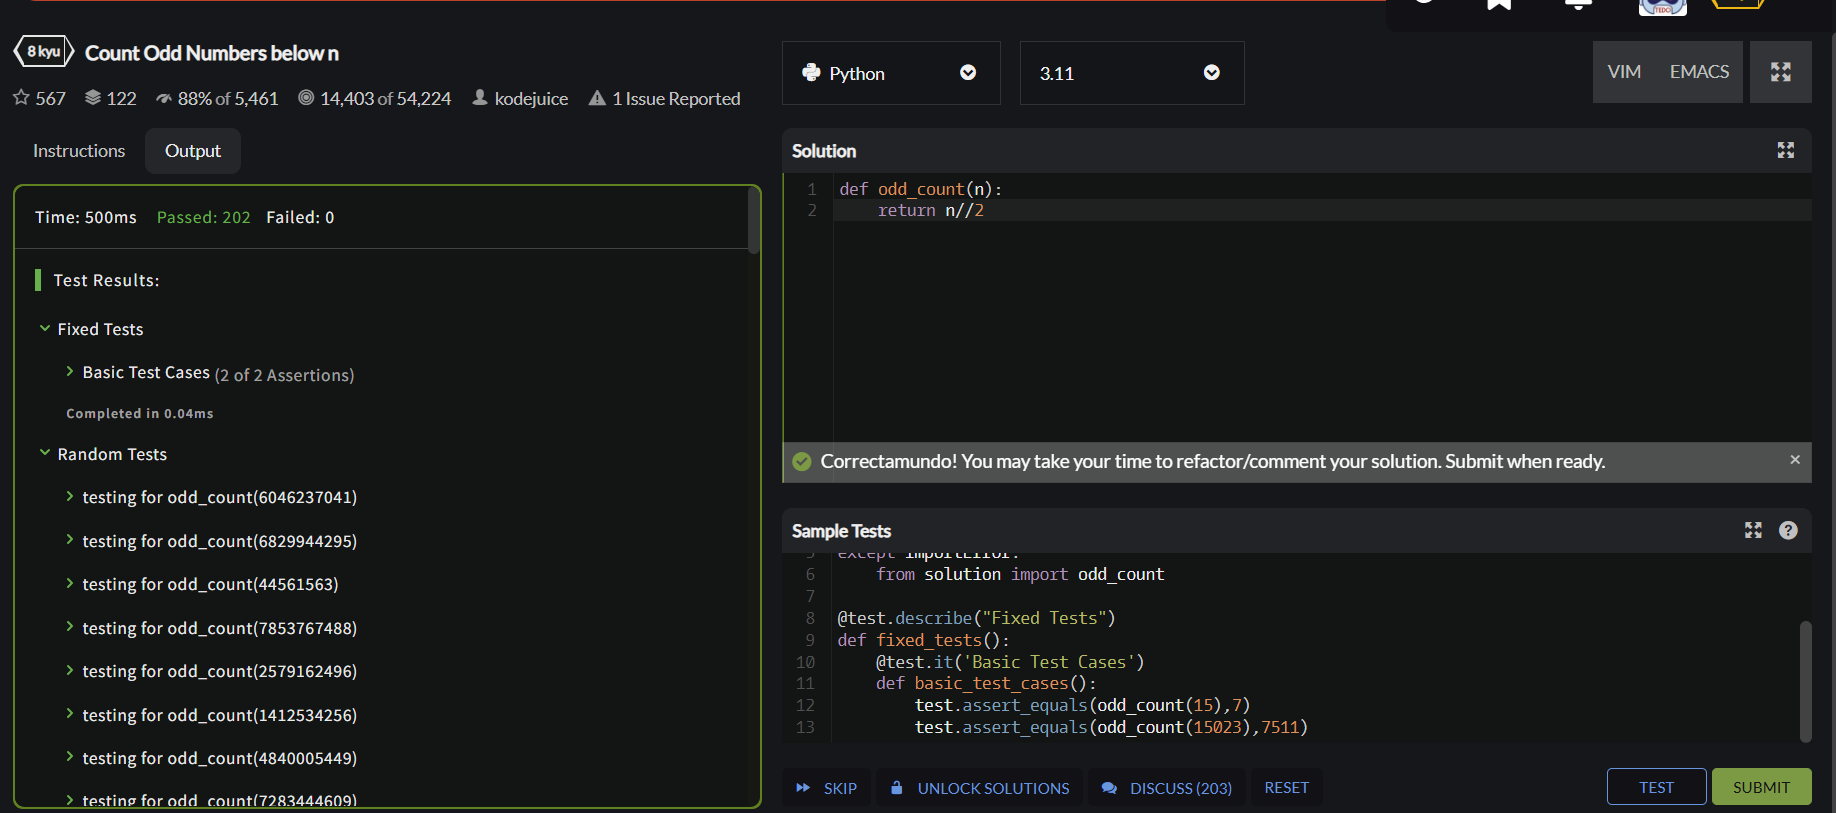 8 kyu Count Odd Numbers below n
567 122 88% of 5,461 14,403 of 54,224 kodejuice 1 Issue Reported
Instructions Output
Time: 500ms Passed: 202 Failed: 0
Test Results:
Fixed Tests
Basic Test Cases (2 of 2 Assertions)
Completed in 0.04ms
Random Tests
testing for odd_count(6046237041)
testing for odd_count(6829944295)
testing for odd_count(44561563)
testing for odd_count(7853767488)
testing for odd_count(2579162496)
testing for odd_count(1412534256)
testing for odd_count(4840005449)
testing for odd_count(7283444609)
TEDO
Python 3.11 VIM EMACS
Solution
1 def odd_count(n):
2 return n//2
Correctamundo! You may take your time to refactor/comment your solution. Submit when ready.
Sample Tests
5 except ImportError:
6 from solution import odd_count
7
8 @test.describe("Fixed Tests")
9 def fixed_tests():
10 @test.it('Basic Test Cases')
11 def basic_test_cases():
12 test.assert_equals(odd_count(15),7)
13 test.assert_equals(odd_count(15023),7511)
SKIP UNLOCK SOLUTIONS DISCUSS (203) RESET TEST SUBMIT